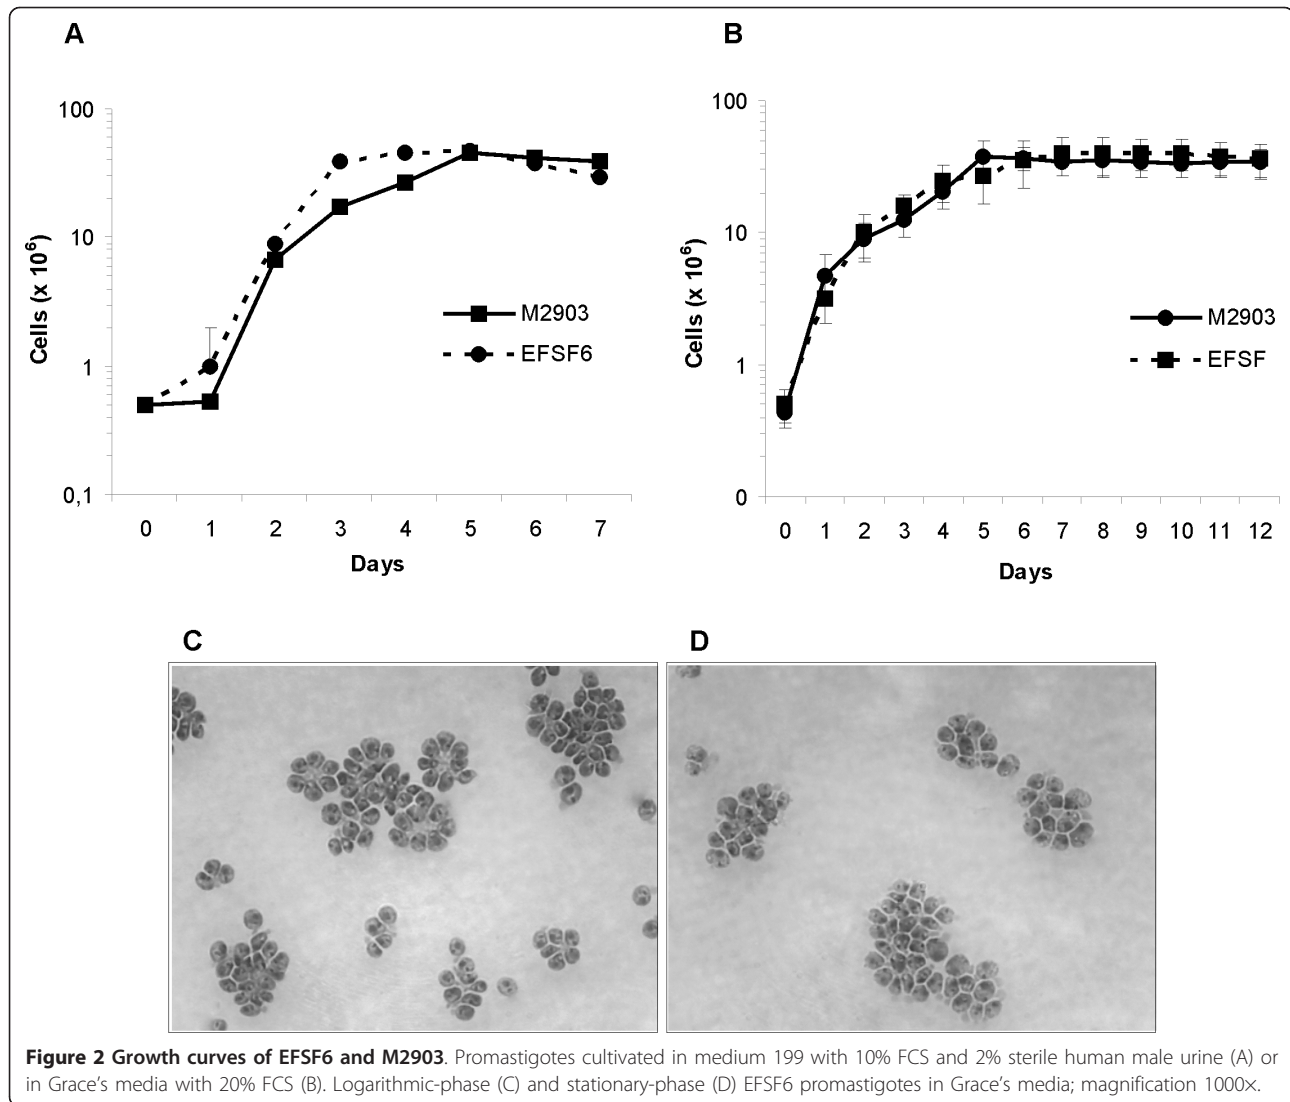 A
B
100
10
1
0,1
Cells (x 10⁶)
M2903
EFSF6
0 1 2 3 4 5 6 7
Days
100
10
1
0
Cells (x 10⁶)
M2903
EFSF
0 1 2 3 4 5 6 7 8 9 10 11 12
Days
C
D
Figure 2 Growth curves of EFSF6 and M2903. Promastigotes cultivated in medium 199 with 10% FCS and 2% sterile human male urine (A) or
in Grace's media with 20% FCS (B). Logarithmic-phase (C) and stationary-phase (D) EFSF6 promastigotes in Grace's media; magnification 1000×.